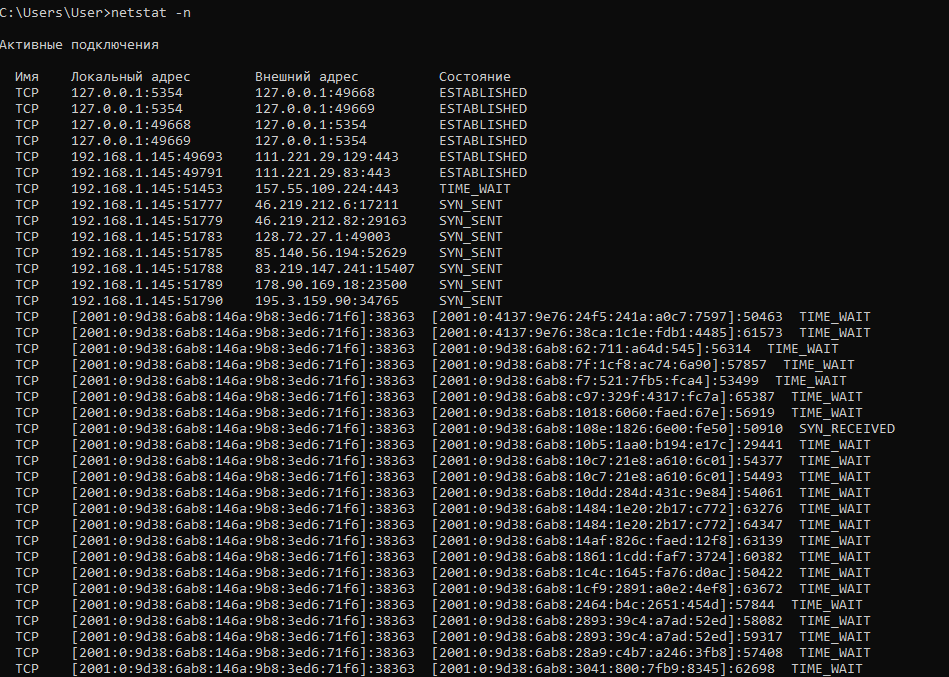 C:\Users\User>netstat -n
Активные подключения
Имя Локальный адрес Внешний адрес Состояние
TCP 127.0.0.1:5354 127.0.0.1:49668 ESTABLISHED
TCP 127.0.0.1:5354 127.0.0.1:49669 ESTABLISHED
TCP 127.0.0.1:49668 127.0.0.1:5354 ESTABLISHED
TCP 127.0.0.1:49669 127.0.0.1:5354 ESTABLISHED
TCP 192.168.1.145:49693 111.221.29.129:443 ESTABLISHED
TCP 192.168.1.145:49791 111.221.29.83:443 ESTABLISHED
TCP 192.168.1.145:51453 157.55.109.224:443 TIME_WAIT
TCP 192.168.1.145:51777 46.219.212.6:17211 SYN_SENT
TCP 192.168.1.145:51779 46.219.212.82:29163 SYN_SENT
TCP 192.168.1.145:51783 128.72.27.1:49003 SYN_SENT
TCP 192.168.1.145:51785 85.140.56.194:52629 SYN_SENT
TCP 192.168.1.145:51788 83.219.147.241:15407 SYN_SENT
TCP 192.168.1.145:51789 178.90.169.18:23500 SYN_SENT
TCP 192.168.1.145:51790 195.3.159.90:34765 SYN_SENT
TCP [2001:0:9d38:6ab8:146a:9b8:3ed6:71f6]:38363 [2001:0:4137:9e76:24f5:241a:a0c7:7597]:50463 TIME_WAIT
TCP [2001:0:9d38:6ab8:146a:9b8:3ed6:71f6]:38363 [2001:0:4137:9e76:38ca:1c1e:fdb1:4485]:61573 TIME_WAIT
TCP [2001:0:9d38:6ab8:146a:9b8:3ed6:71f6]:38363 [2001:0:9d38:6ab8:62:711:a64d:545]:56314 TIME_WAIT
TCP [2001:0:9d38:6ab8:146a:9b8:3ed6:71f6]:38363 [2001:0:9d38:6ab8:7f:1cf8:ac74:6a90]:57857 TIME_WAIT
TCP [2001:0:9d38:6ab8:146a:9b8:3ed6:71f6]:38363 [2001:0:9d38:6ab8:f7:521:7fb5:fca4]:53499 TIME_WAIT
TCP [2001:0:9d38:6ab8:146a:9b8:3ed6:71f6]:38363 [2001:0:9d38:6ab8:c97:329f:4317:fc7a]:65387 TIME_WAIT
TCP [2001:0:9d38:6ab8:146a:9b8:3ed6:71f6]:38363 [2001:0:9d38:6ab8:1018:6060:faed:67e]:56919 TIME_WAIT
TCP [2001:0:9d38:6ab8:146a:9b8:3ed6:71f6]:38363 [2001:0:9d38:6ab8:108e:1826:6e00:fe50]:50910 SYN_RECEIVED
TCP [2001:0:9d38:6ab8:146a:9b8:3ed6:71f6]:38363 [2001:0:9d38:6ab8:10b5:1aa0:b194:e17c]:29441 TIME_WAIT
TCP [2001:0:9d38:6ab8:146a:9b8:3ed6:71f6]:38363 [2001:0:9d38:6ab8:10c7:21e8:a610:6c01]:54377 TIME_WAIT
TCP [2001:0:9d38:6ab8:146a:9b8:3ed6:71f6]:38363 [2001:0:9d38:6ab8:10c7:21e8:a610:6c01]:54493 TIME_WAIT
TCP [2001:0:9d38:6ab8:146a:9b8:3ed6:71f6]:38363 [2001:0:9d38:6ab8:10dd:284d:431c:9e84]:54061 TIME_WAIT
TCP [2001:0:9d38:6ab8:146a:9b8:3ed6:71f6]:38363 [2001:0:9d38:6ab8:1484:1e20:2b17:c772]:63276 TIME_WAIT
TCP [2001:0:9d38:6ab8:146a:9b8:3ed6:71f6]:38363 [2001:0:9d38:6ab8:1484:1e20:2b17:c772]:64347 TIME_WAIT
TCP [2001:0:9d38:6ab8:146a:9b8:3ed6:71f6]:38363 [2001:0:9d38:6ab8:14af:826c:faed:12f8]:63139 TIME_WAIT
TCP [2001:0:9d38:6ab8:146a:9b8:3ed6:71f6]:38363 [2001:0:9d38:6ab8:1861:1cdd:faf7:3724]:60382 TIME_WAIT
TCP [2001:0:9d38:6ab8:146a:9b8:3ed6:71f6]:38363 [2001:0:9d38:6ab8:1c4c:1645:fa76:d0ac]:50422 TIME_WAIT
TCP [2001:0:9d38:6ab8:146a:9b8:3ed6:71f6]:38363 [2001:0:9d38:6ab8:1cf9:2891:a0e2:4ef8]:63672 TIME_WAIT
TCP [2001:0:9d38:6ab8:146a:9b8:3ed6:71f6]:38363 [2001:0:9d38:6ab8:2464:b4c:2651:454d]:57844 TIME_WAIT
TCP [2001:0:9d38:6ab8:146a:9b8:3ed6:71f6]:38363 [2001:0:9d38:6ab8:2893:39c4:a7ad:52ed]:58082 TIME_WAIT
TCP [2001:0:9d38:6ab8:146a:9b8:3ed6:71f6]:38363 [2001:0:9d38:6ab8:2893:39c4:a7ad:52ed]:59317 TIME_WAIT
TCP [2001:0:9d38:6ab8:146a:9b8:3ed6:71f6]:38363 [2001:0:9d38:6ab8:28a9:c4b7:a246:3fb8]:57408 TIME_WAIT
TCP [2001:0:9d38:6ab8:146a:9b8:3ed6:71f6]:38363 [2001:0:9d38:6ab8:3041:800:7fb9:8345]:62698 TIME_WAIT